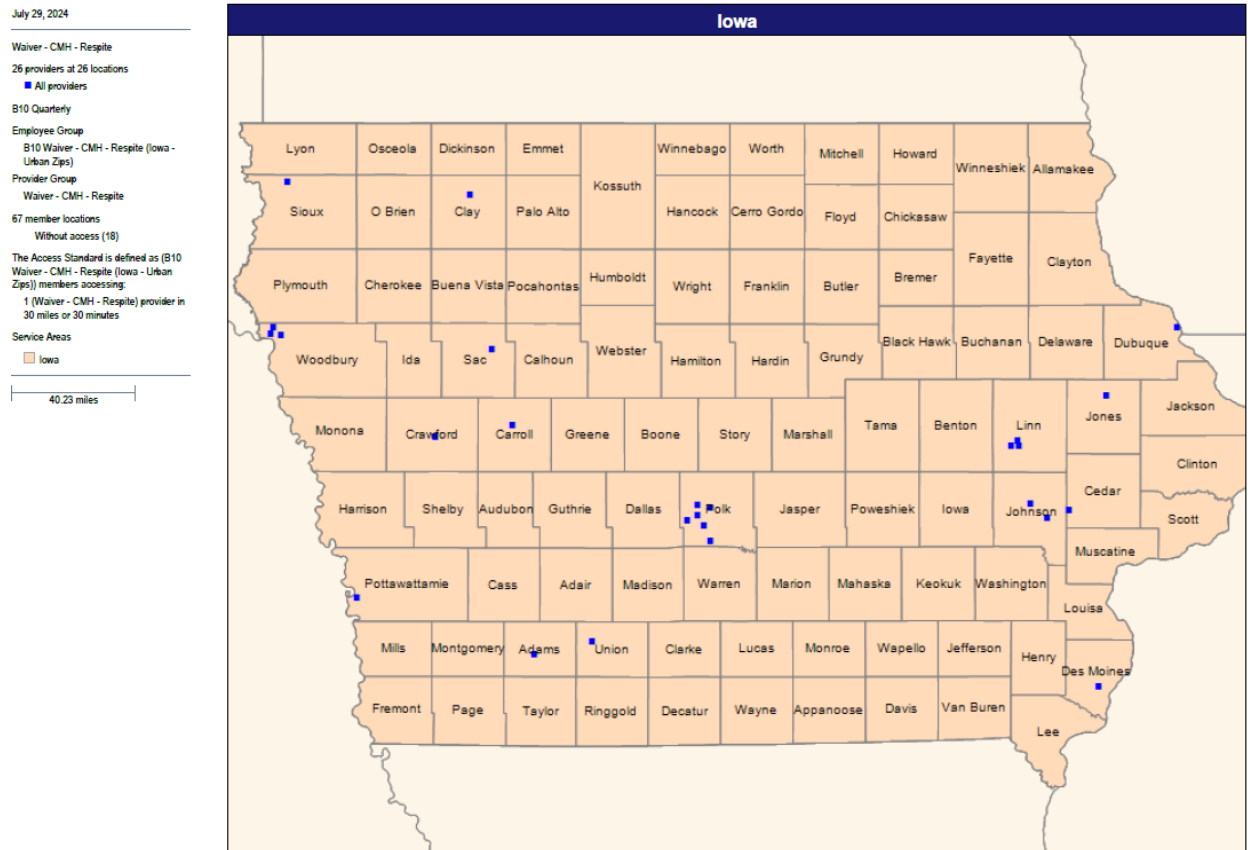 July 29, 2024
Waiver - CMH - Respite
26 providers at 26 locations
All providers
B10 Quarterly
Employee Group
B10 Waiver - CMH - Respite (Iowa -
Urban Zips)
Provider Group
Waiver - CMH - Respite
67 member locations
Without access (18)
The Access Standard is defined as (B10
Waiver - CMH - Respite (Iowa - Urban
Zips)) members accessing:
1 (Waiver - CMH - Respite) provider in
30 miles or 30 minutes
Service Areas
Iowa
40.23 miles
Iowa
Lyon Osceola Dickinson Emmet Winnebago Worth Mitchell Howard Winneshiek Allamakee
Kossuth
Sioux O Brien Clay Palo Alto Hancock Cerro Gordo Floyd Chickasaw
Fayette Clayton
Plymouth Cherokee Buena Vista Pocahontas Humboldt Wright Franklin Butler Bremer
Woodbury Ida Sac Calhoun Webster Hamilton Hardin Grundy Black Hawk Buchanan Delaware Dubuque
Monona Crawford Carroll Greene Boone Story Marshall Tama Benton Linn Jones Jackson
Clinton
Harrison Shelby Audubon Guthrie Dallas Polk Jasper Poweshiek Iowa Johnson Cedar Scott
Muscatine
Pottawattamie Cass Adair Madison Warren Marion Mahaska Keokuk Washington
Louisa
Mills Montgomery Adams Union Clarke Lucas Monroe Wapello Jefferson Henry
Des Moines
Fremont Page Taylor Ringgold Decatur Wayne Appanoose Davis Van Buren
Lee